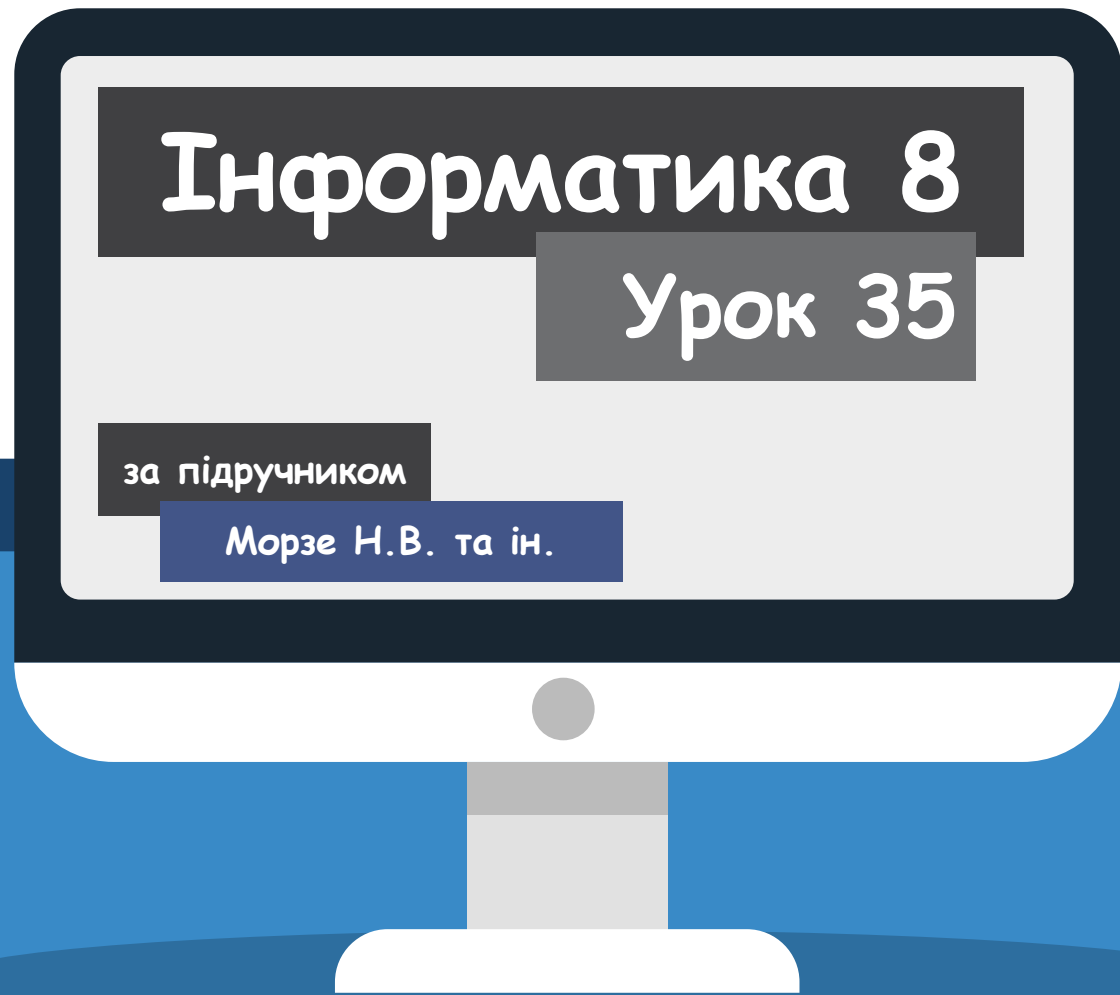 Інформатика 8
Урок 35
за підручником
Морзе Н.В. та ін.